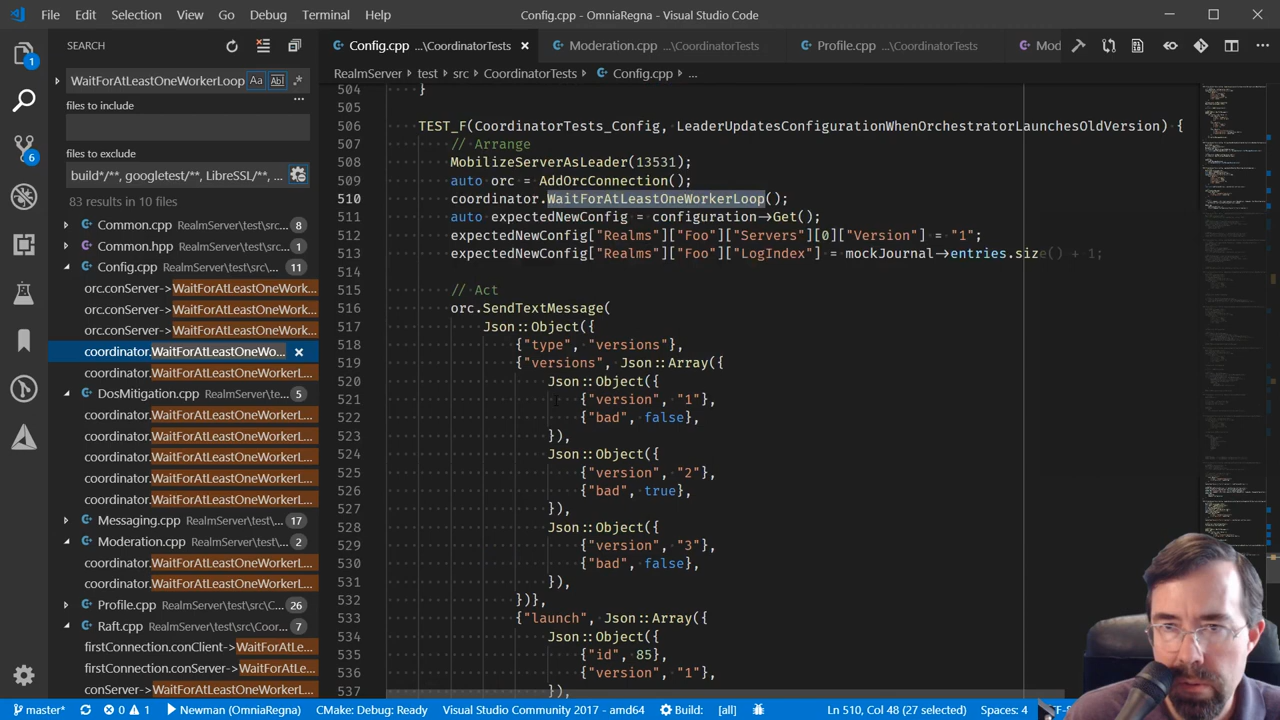 File Edit Selection View Go Debug Terminal Help
Config.cpp - OmniaRegna - Visual Studio Code
SEARCH
WaitForAtLeastOneWorkerLoop
Aa Abl .*
files to include
files to exclude
build*/**, googletest/**, LibreSSL/**, ...
83 results in 10 files
Common.cpp 8
Common.hpp 11
Config.cpp ...RealmServer\test\src\... 11
orc.conServer->WaitForAtLeastOneWork...
orc.conServer->WaitForAtLeastOneWork...
orc.conServer->WaitForAtLeastOneWork...
coordinator.WaitForAtLeastOneWo...
coordinator.WaitForAtLeastOneWorkerL...
DosMitigation.cpp RealmServer\te... 5
coordinator.WaitForAtLeastOneWorkerL...
coordinator.WaitForAtLeastOneWorkerL...
coordinator.WaitForAtLeastOneWorkerL...
coordinator.WaitForAtLeastOneWorkerL...
coordinator.WaitForAtLeastOneWorkerL...
Messaging.cpp RealmServer\test\... 17
Moderation.cpp RealmServer\test\... 2
coordinator.WaitForAtLeastOneWorkerL...
coordinator.WaitForAtLeastOneWorkerL...
Profile.cpp RealmServer\test\src\C... 26
Raft.cpp RealmServer\test\src\Coor... 7
firstConnection.conClient->WaitForAtLe...
firstConnection.conServer->WaitForAtLe...
conServer->WaitForAtLeastOneWorkerL...
Config.cpp ...\CoordinatorTests
Moderation.cpp ...\CoordinatorTests
Profile.cpp ...\CoordinatorTests
Mod
RealmServer > test > src > CoordinatorTests > Config.cpp > ...
504 }
505
506 TEST_F(CoordinatorTests_Config, LeaderUpdatesConfigurationWhenOrchestratorLaunchesOldVersion) {
507 // Arrange
508 MobilizeServerAsLeader(13531);
509 auto orc = AddOrcConnection();
510 coordinator.WaitForAtLeastOneWorkerLoop();
511 auto expectedNewConfig = configuration->Get();
512 expectedNewConfig["Realms"]["Foo"]["Servers"][0]["Version"] = "1";
513 expectedNewConfig["Realms"]["Foo"]["LogIndex"] = mockJournal->entries.size() + 1;
514
515 // Act
516 orc.SendTextMessage(
517 Json::Object({
518 {"type", "versions"},
519 {"versions", Json::Array({
520 Json::Object({
521 {"version", "1"},
522 {"bad", false},
523 }),
524 Json::Object({
525 {"version", "2"},
526 {"bad", true},
527 }),
528 Json::Object({
529 {"version", "3"},
530 {"bad", false},
531 }),
532 })},
533 {"launch", Json::Array({
534 Json::Object({
535 {"id", 85},
536 {"version", "1"},
537 }),
master* 0 1 Newman (OmniaRegna) CMake: Debug: Ready Visual Studio Community 2017 - amd64 Build: [all] Ln 510, Col 48 (27 selected) Spaces: 4